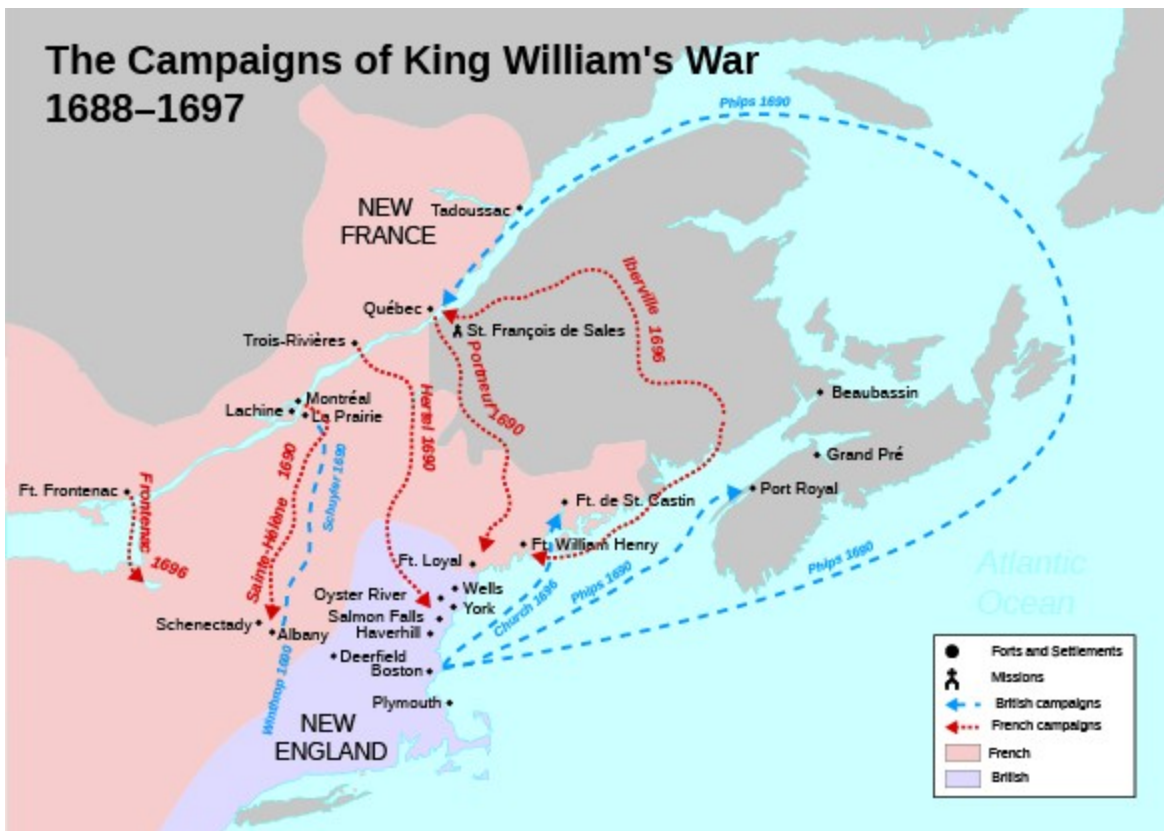 The Campaigns of King William's War
1688–1697
Phips 1690
NEW
FRANCE
Tadoussac
Iberville 1696
Québec
St. François de Sales
Trois-Rivières
Portneuf 1690
Montréal
Lachine
La Prairie
Hertel 1690
Beaubassin
Grand Pré
Sainte-Hélène 1690
Schuyler 1690
Ft. Frontenac
Frontenac 1696
Port Royal
Ft. de St. Castin
Ft. William Henry
Ft. Loyal
Phips 1690
Phips 1690
Church 1696
Wells
Oyster River
York
Salmon Falls
Haverhill
Schenectady
Albany
Deerfield
Boston
Winthrop 1690
Plymouth
NEW
ENGLAND
Atlantic
Ocean
Forts and Settlements
Missions
British campaigns
French campaigns
French
British